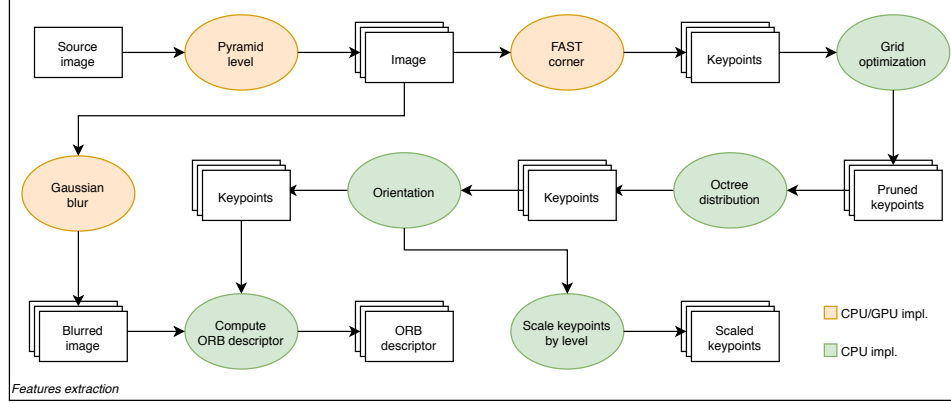 Source
image
Pyramid
level
Image
FAST
corner
Keypoints
Grid
optimization
Gaussian
blur
Keypoints
Orientation
Keypoints
Octree
distribution
Pruned
keypoints
Blurred
image
Compute
ORB descriptor
ORB
descriptor
Scale keypoints
by level
Scaled
keypoints
CPU/GPU impl.
CPU impl.
Features extraction